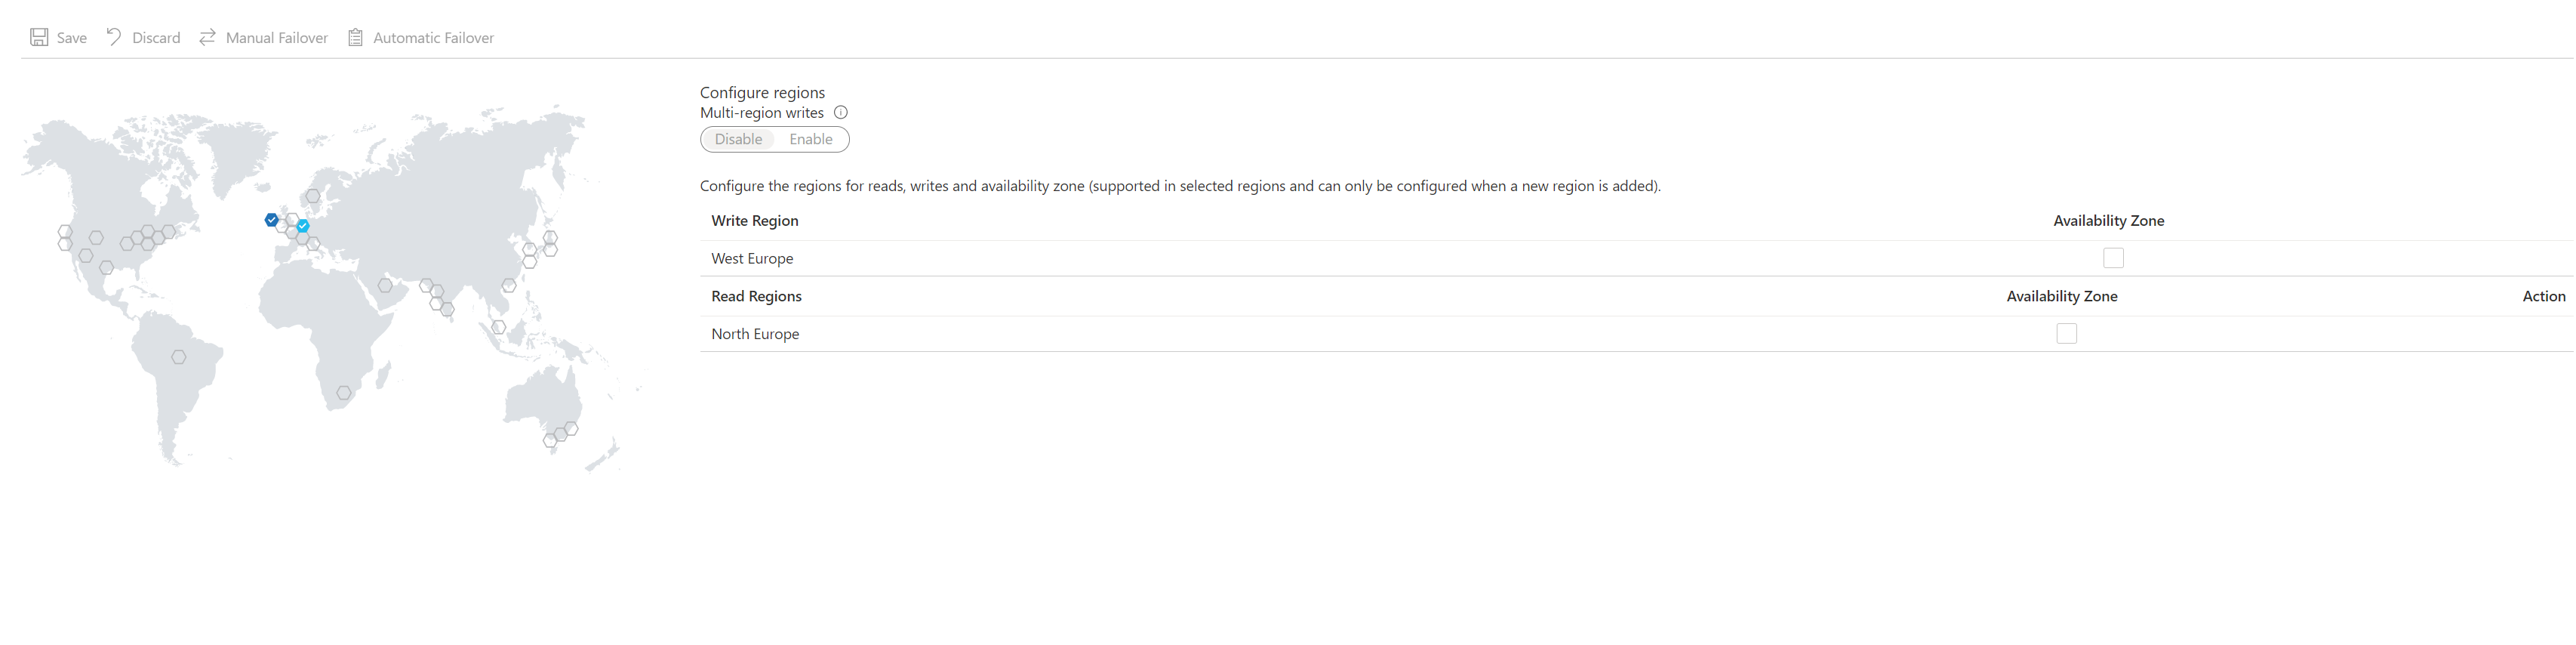 Save Discard Manual Failover Automatic Failover
Configure regions
Multi-region writes
Disable Enable
Configure the regions for reads, writes and availability zone (supported in selected regions and can only be configured when a new region is added).
Write Region Availability Zone
West Europe
Read Regions Availability Zone Action
North Europe